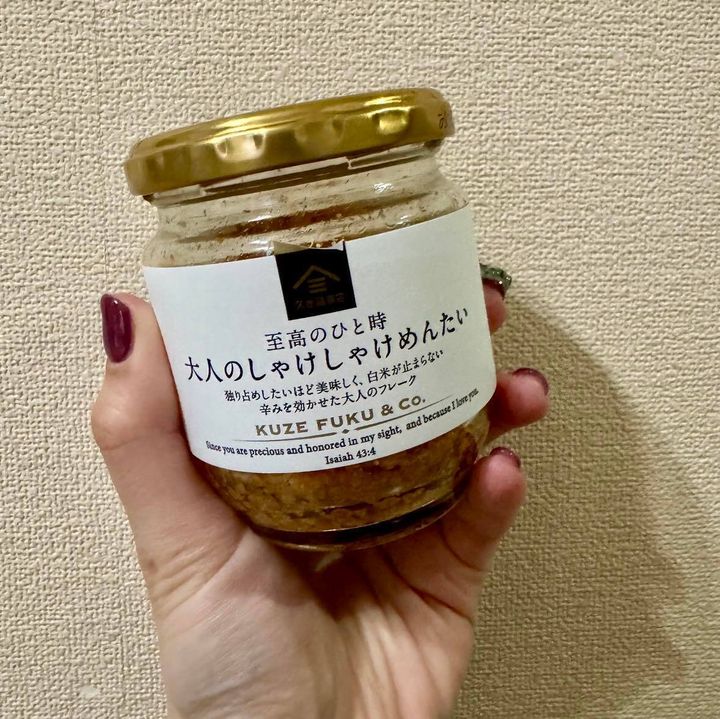 久世福商店
至高のひと時
大人のしゃけしゃけめんたい
独り占めしたいほど美味しく、白米が止まらない
辛みを効かせた大人のフレーク
KUZE FUKU & Co.
Since you are precious and honored in my sight, and because I love you.
Isaiah 43:4